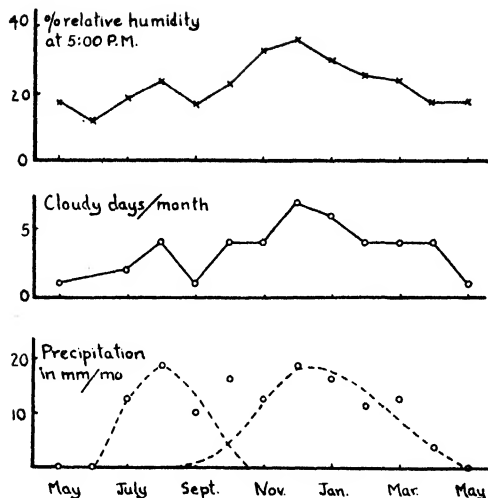 40
% relative humidity
at 5:00 P.M.
20
0
Cloudy days/month
5
0
Precipitation
in mm/mo
20
10
May July Sept. Nov. Jan. Mar. May